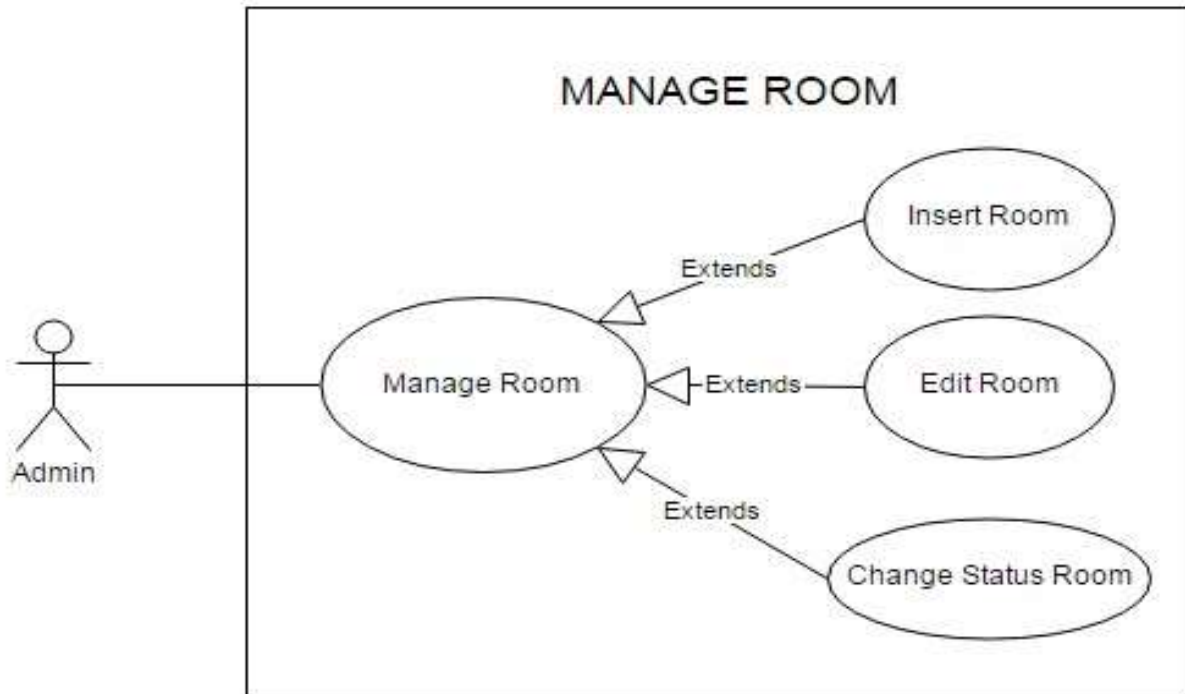 MANAGE ROOM
Insert Room
Extends
Manage Room
Extends
Edit Room
Admin
Extends
Change Status Room